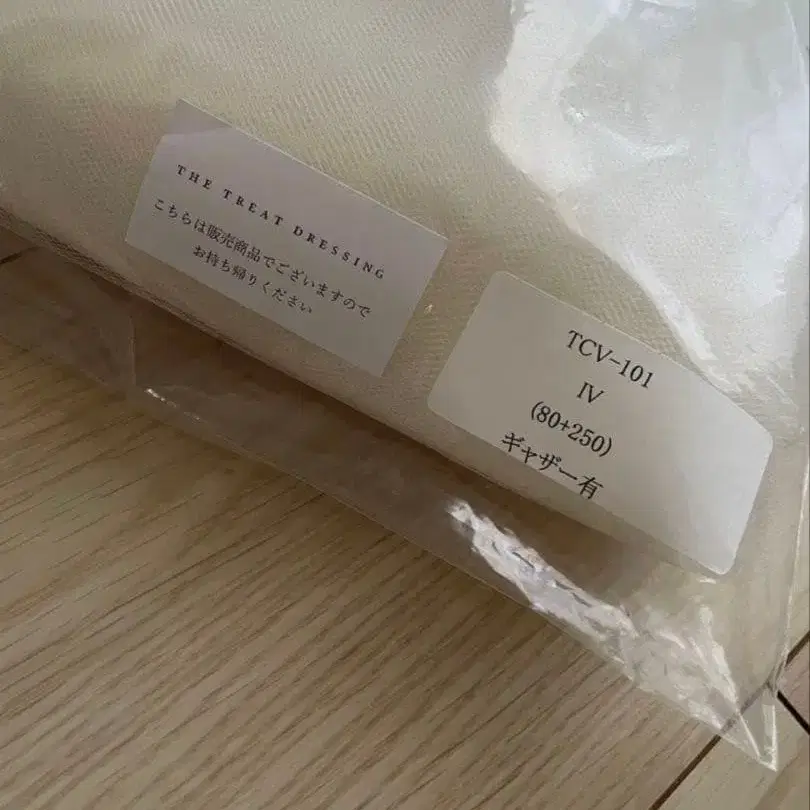 THE TREAT DRESSING
こちらは販売商品でございますので
お持ち帰りください
TCV-101
IV
(80+250)
ギャザー有